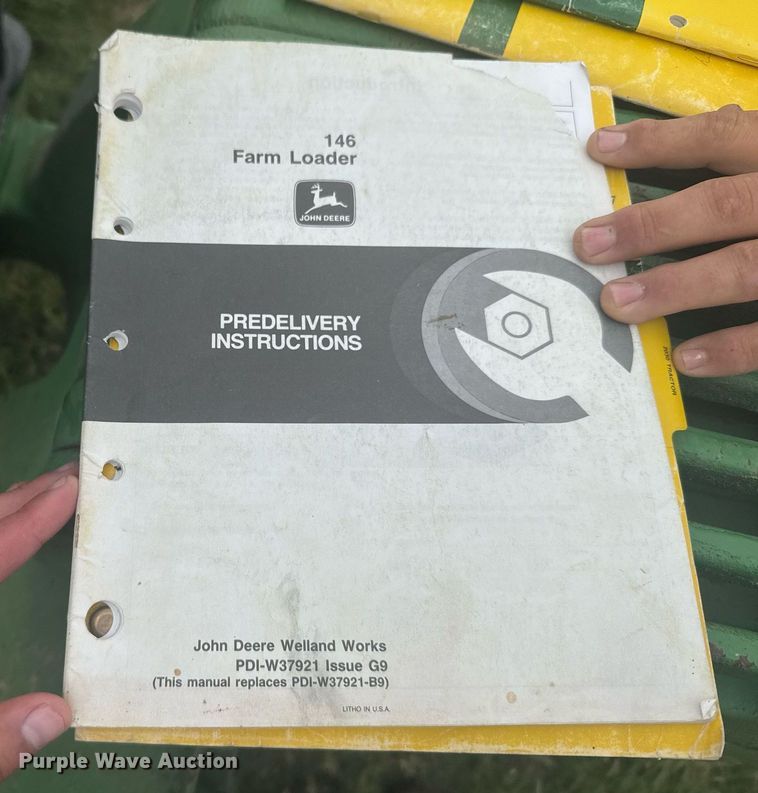 146
Farm Loader
JOHN DEERE
PREDELIVERY
INSTRUCTIONS
John Deere Welland Works
PDI-W37921 Issue G9
(This manual replaces PDI-W37921-B9)
LITHO IN U.S.A.
Purple Wave Auction